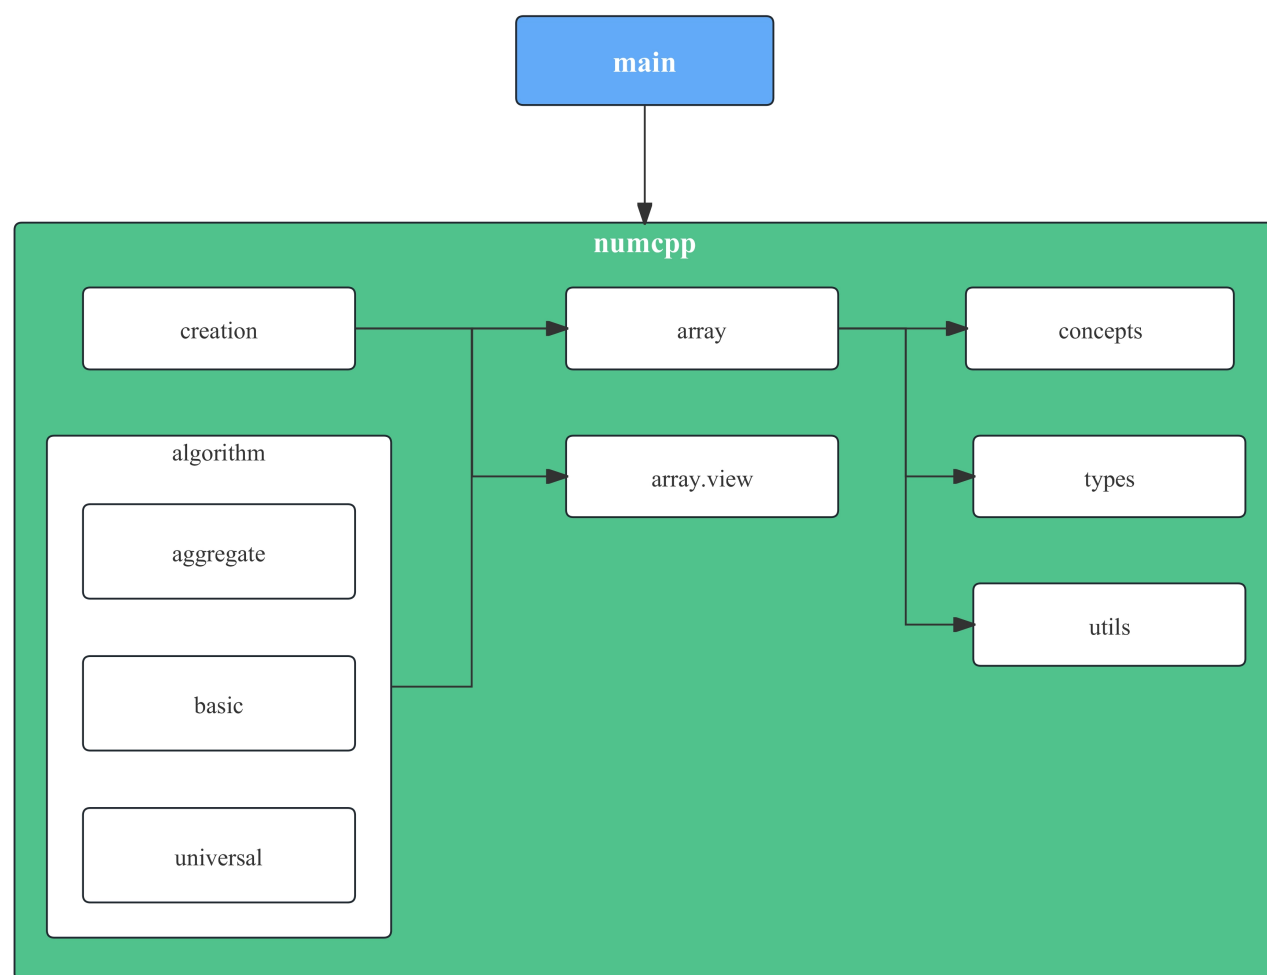 main
numcpp
creation
array
concepts
algorithm
array.view
types
aggregate
utils
basic
universal